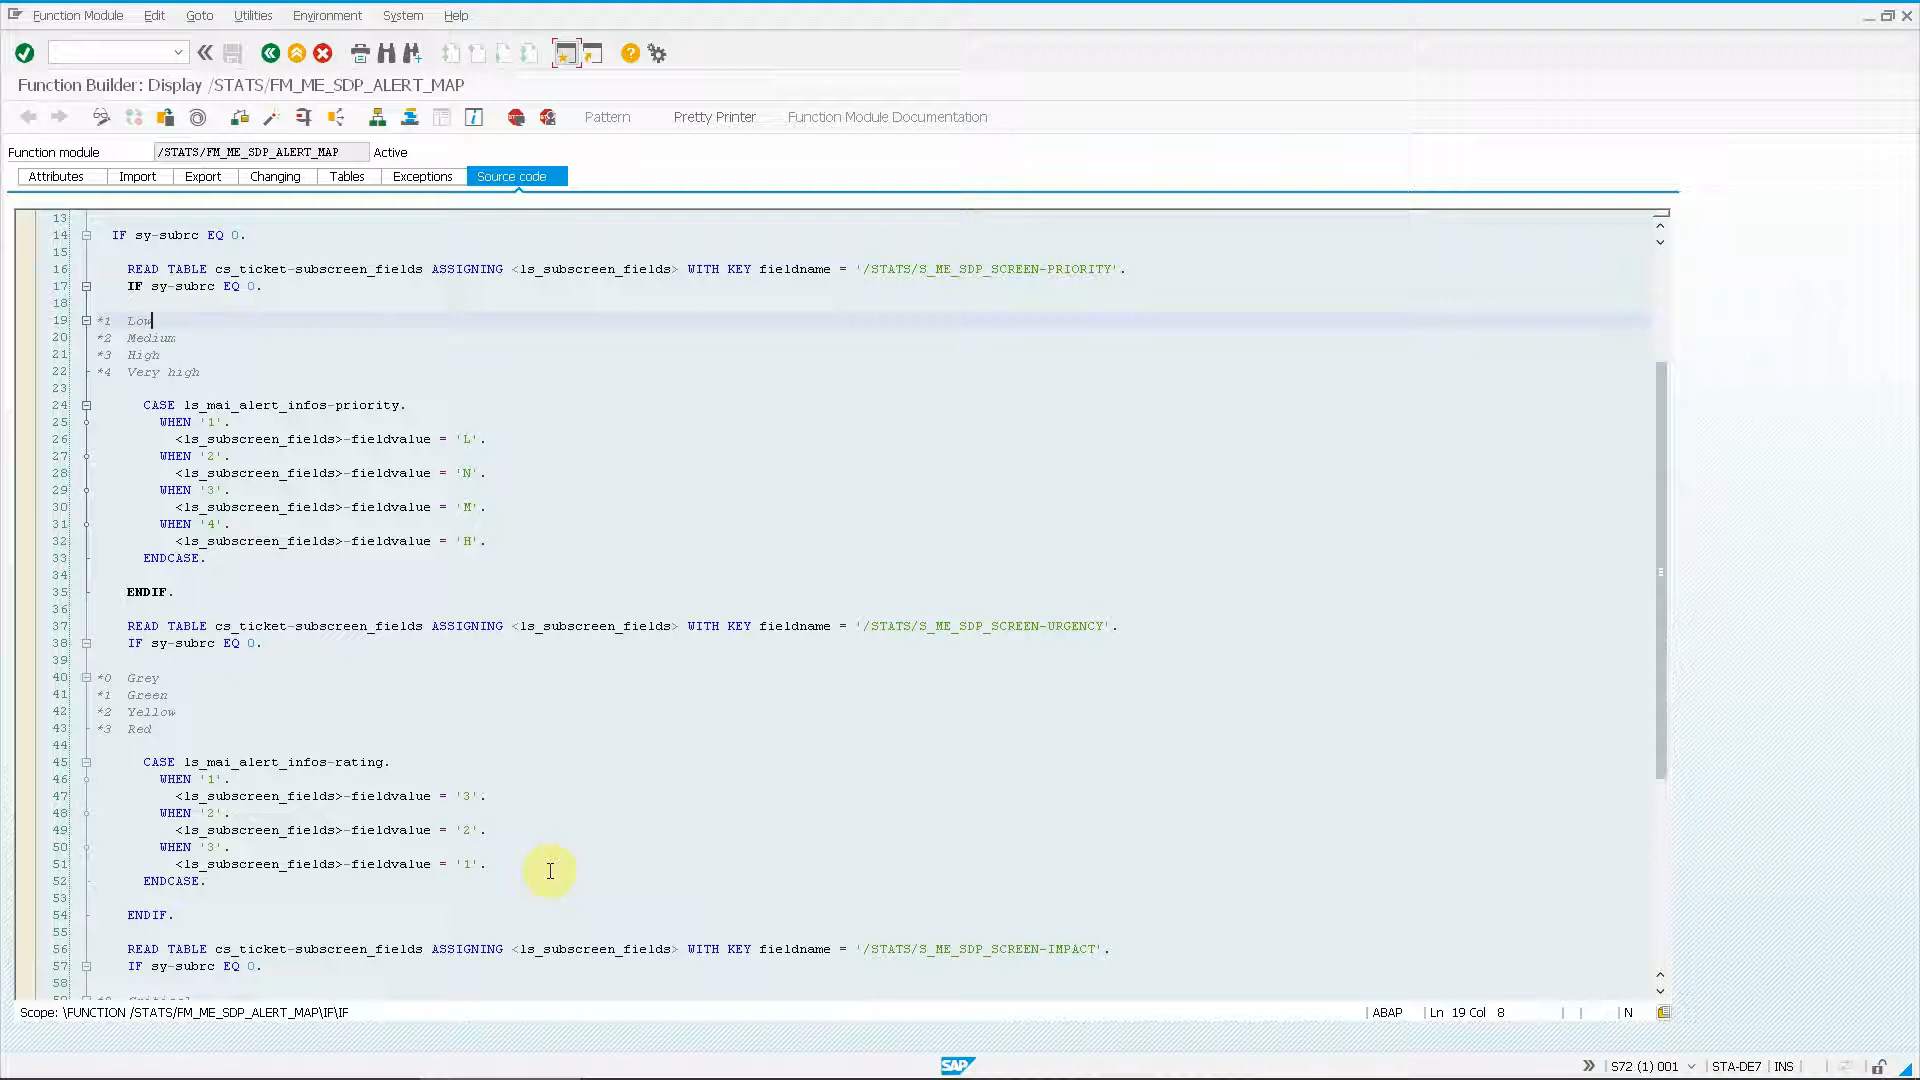 Function Module Edit Goto Utilities Environment System Help
Function Builder: Display /STATS/FM_ME_SDP_ALERT_MAP
Pattern Pretty Printer Function Module Documentation
Function module /STATS/FM_ME_SDP_ALERT_MAP Active
Attributes Import Export Changing Tables Exceptions Source code
13
14 IF sy-subrc EQ 0.
15
16 READ TABLE cs_ticket-subscreen_fields ASSIGNING <ls_subscreen_fields> WITH KEY fieldname = '/STATS/S_ME_SDP_SCREEN-PRIORITY'.
17 IF sy-subrc EQ 0.
18
19 *1 Low
20 *2 Medium
21 *3 High
22 *4 Very high
23
24 CASE ls_mai_alert_infos-priority.
25 WHEN '1'.
26 <ls_subscreen_fields>-fieldvalue = 'L'.
27 WHEN '2'.
28 <ls_subscreen_fields>-fieldvalue = 'N'.
29 WHEN '3'.
30 <ls_subscreen_fields>-fieldvalue = 'M'.
31 WHEN '4'.
32 <ls_subscreen_fields>-fieldvalue = 'H'.
33 ENDCASE.
34
35 ENDIF.
36
37 READ TABLE cs_ticket-subscreen_fields ASSIGNING <ls_subscreen_fields> WITH KEY fieldname = '/STATS/S_ME_SDP_SCREEN-URGENCY'.
38 IF sy-subrc EQ 0.
39
40 *0 Grey
41 *1 Green
42 *2 Yellow
43 *3 Red
44
45 CASE ls_mai_alert_infos-rating.
46 WHEN '1'.
47 <ls_subscreen_fields>-fieldvalue = '3'.
48 WHEN '2'.
49 <ls_subscreen_fields>-fieldvalue = '2'.
50 WHEN '3'.
51 <ls_subscreen_fields>-fieldvalue = '1'.
52 ENDCASE.
53
54 ENDIF.
55
56 READ TABLE cs_ticket-subscreen_fields ASSIGNING <ls_subscreen_fields> WITH KEY fieldname = '/STATS/S_ME_SDP_SCREEN-IMPACT'.
57 IF sy-subrc EQ 0.
58
Scope: \FUNCTION /STATS/FM_ME_SDP_ALERT_MAP\IF\IF ABAP Ln 19 Col 8 N
SAP S72 (1) 001 STA-DE7 INS